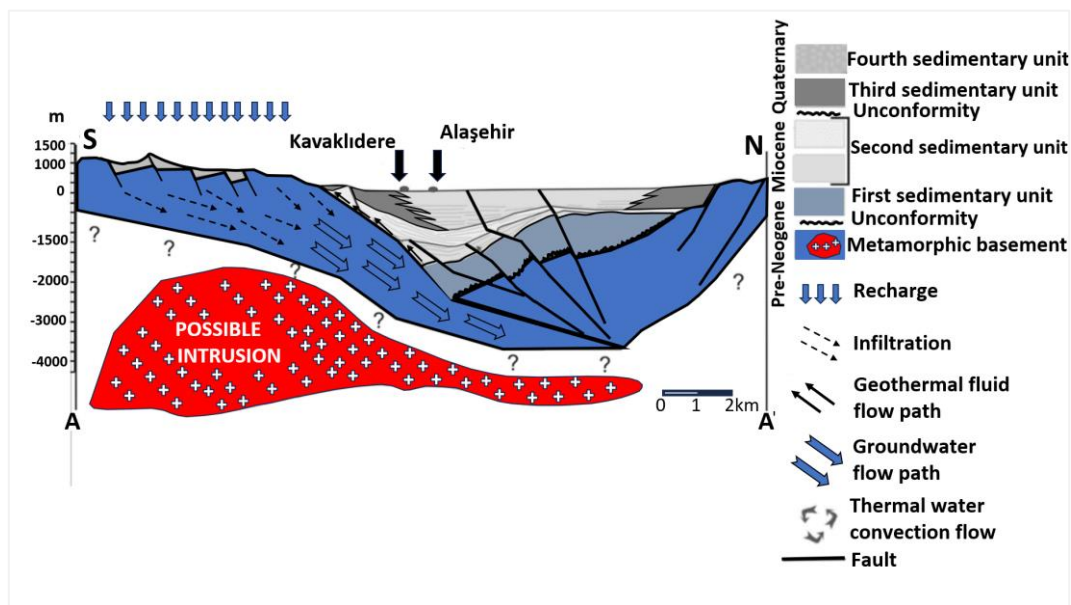 m
S
N
1500
1000
0
-1500
-2000
-3000
-4000
Kavaklıdere
Alaşehir
?
?
?
?
?
?
?
POSSIBLE
INTRUSION
0 1 2km
A
A'
Pre-Neogene Miocene Quaternary
Fourth sedimentary unit
Third sedimentary unit
Unconformity
Second sedimentary unit
First sedimentary unit
Unconformity
Metamorphic basement
Recharge
Infiltration
Geothermal fluid
flow path
Groundwater
flow path
Thermal water
convection flow
Fault